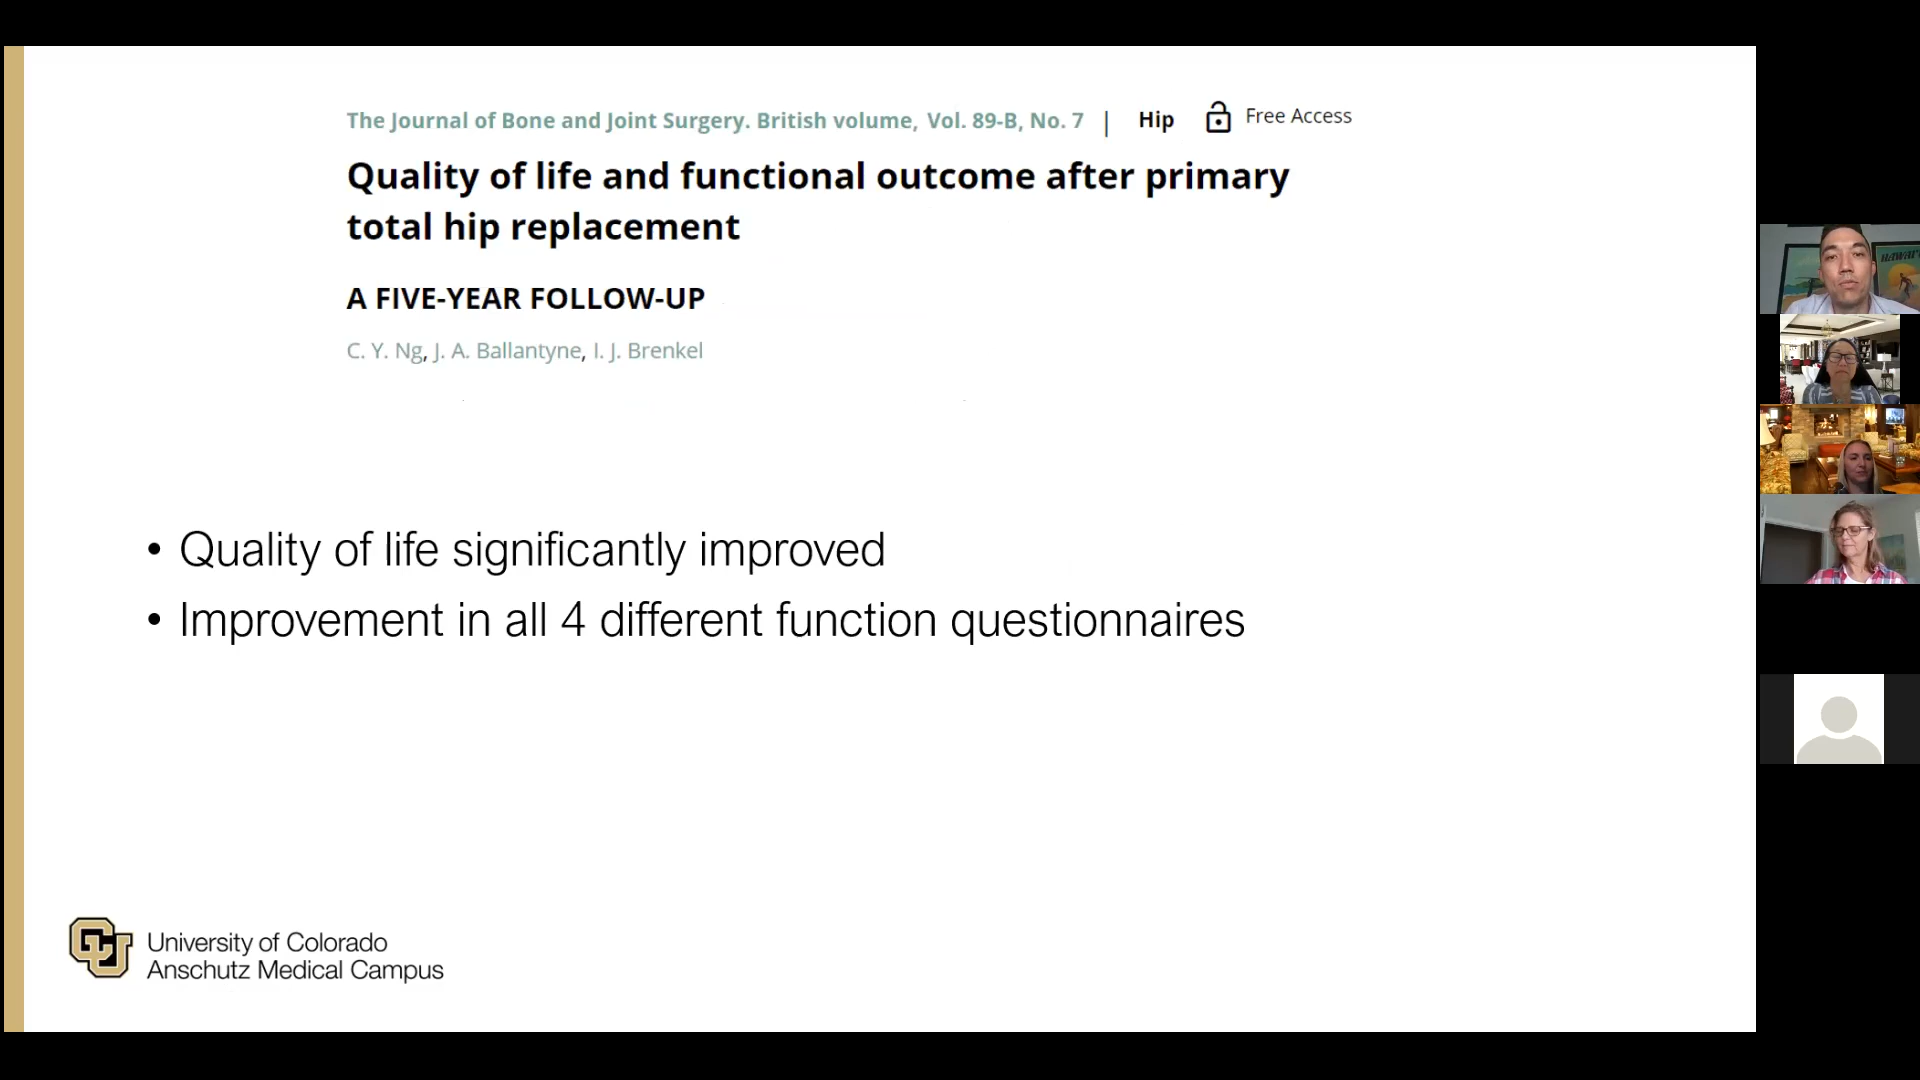 The Journal of Bone and Joint Surgery. British volume, Vol. 89-B, No. 7 | Hip Free Access
Quality of life and functional outcome after primary
total hip replacement
A FIVE-YEAR FOLLOW-UP
C. Y. Ng, J. A. Ballantyne, I. J. Brenkel
• Quality of life significantly improved
• Improvement in all 4 different function questionnaires
CU
University of Colorado
Anschutz Medical Campus